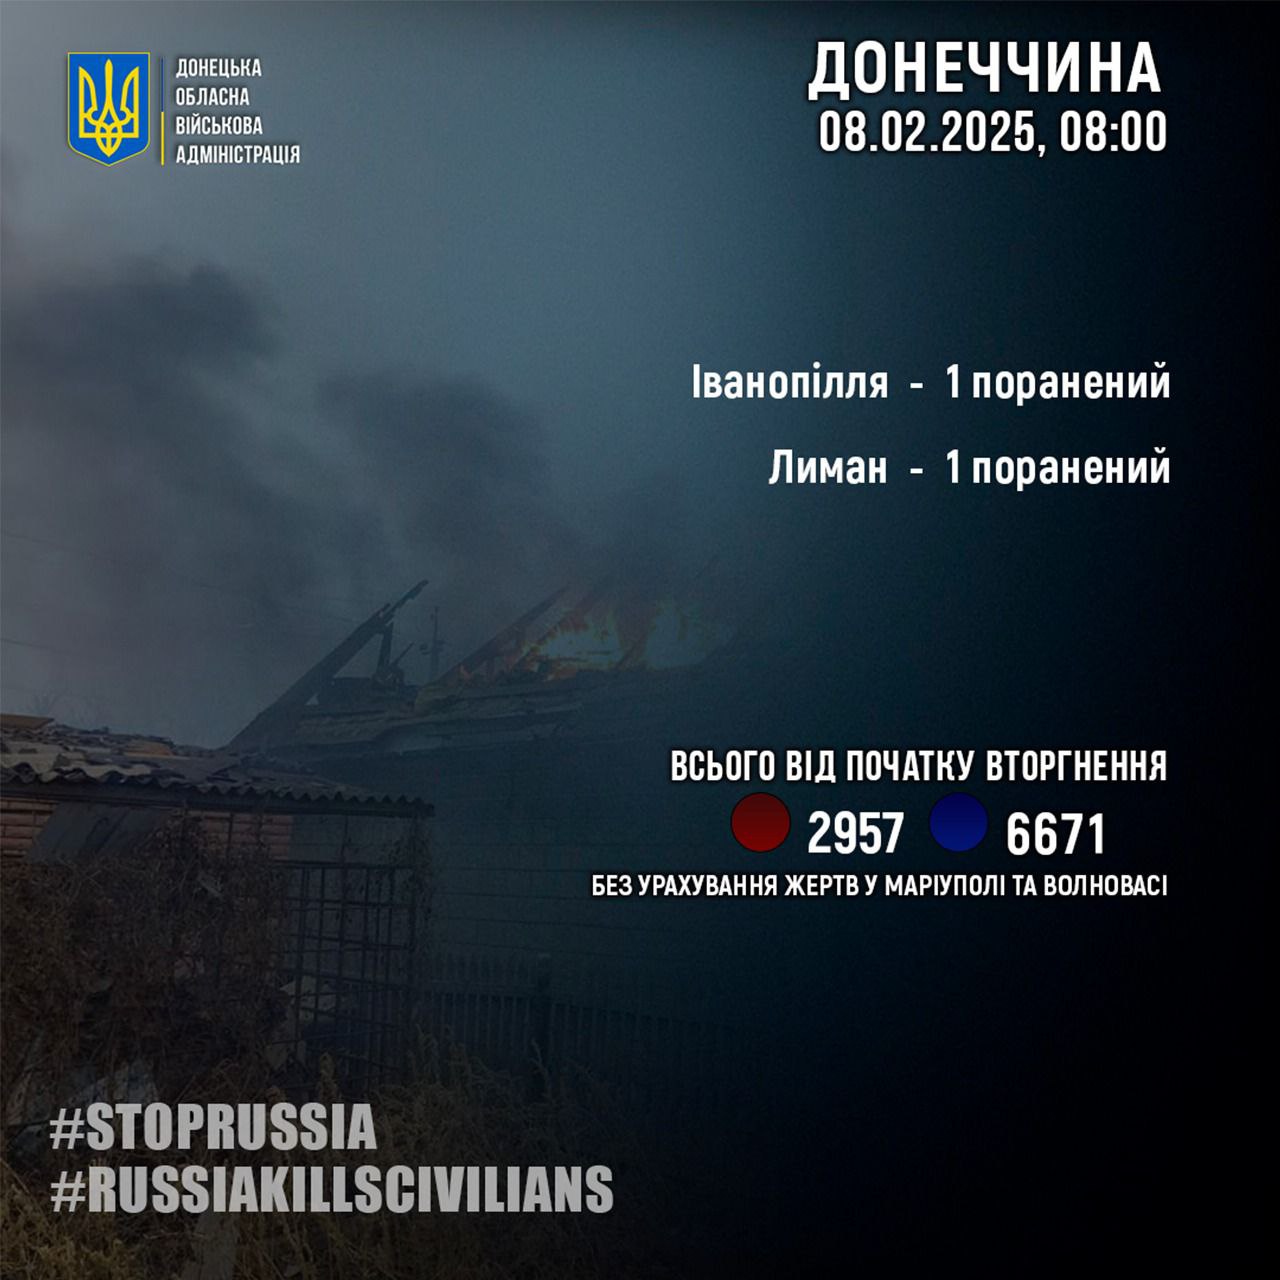 ДОНЕЦЬКА
ОБЛАСНА
ВІЙСЬКОВА
АДМІНІСТРАЦІЯ
ДОНЕЧЧИНА
08.02.2025, 08:00
Іванопілля - 1 поранений
Лиман - 1 поранений
ВСЬОГО ВІД ПОЧАТКУ ВТОРГНЕННЯ
2957 6671
БЕЗ УРАХУВАННЯ ЖЕРТВ У МАРІУПОЛІ ТА ВОЛНОВАСІ
#STOPRUSSIA
#RUSSIAKILLSCIVILIANS